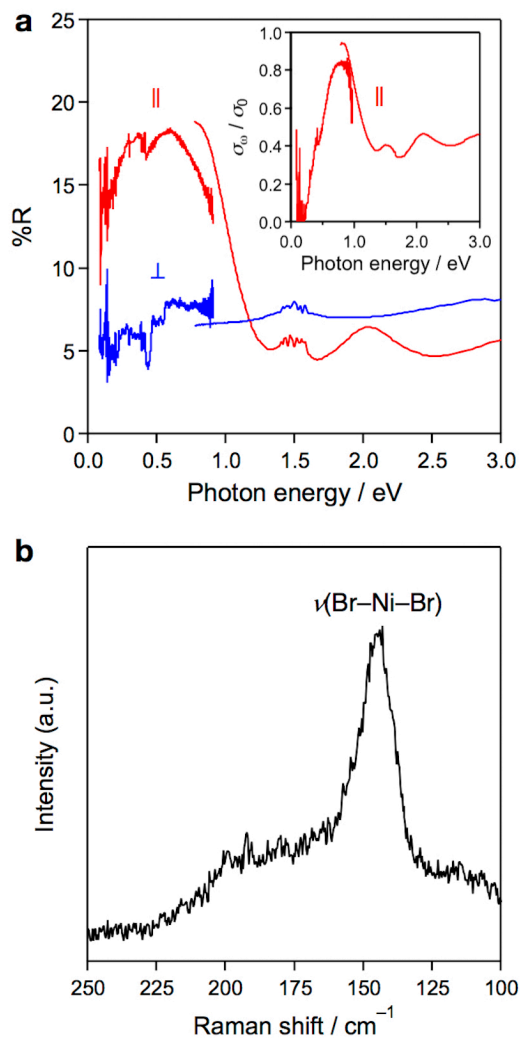 a
25
20
15
10
5
0
%R
||
⊥
0.0 0.5 1.0 1.5 2.0 2.5 3.0
Photon energy / eV
1.0
0.8
0.6
0.4
0.2
0.0
σω / σ0
||
0.0 1.0 2.0 3.0
Photon energy / eV
b
ν(Br–Ni–Br)
Intensity (a.u.)
250 225 200 175 150 125 100
Raman shift / cm–1